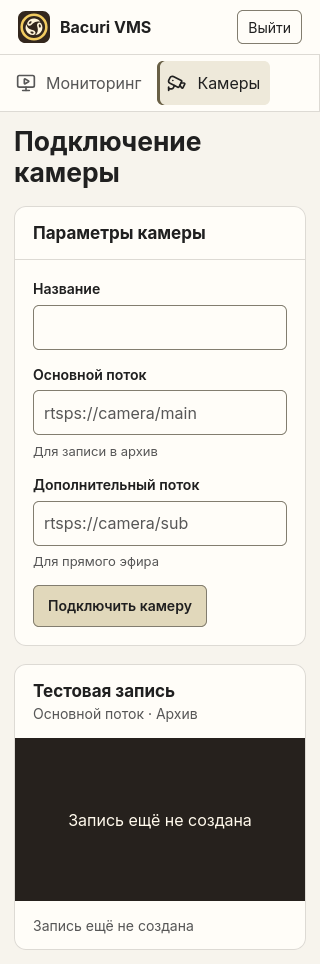 Bacuri VMS
Выйти
Мониторинг
Камеры
Подключение
камеры
Параметры камеры
Название
Основной поток
rtsps://camera/main
Для записи в архив
Дополнительный поток
rtsps://camera/sub
Для прямого эфира
Подключить камеру
Тестовая запись
Основной поток · Архив
Запись ещё не создана
Запись ещё не создана